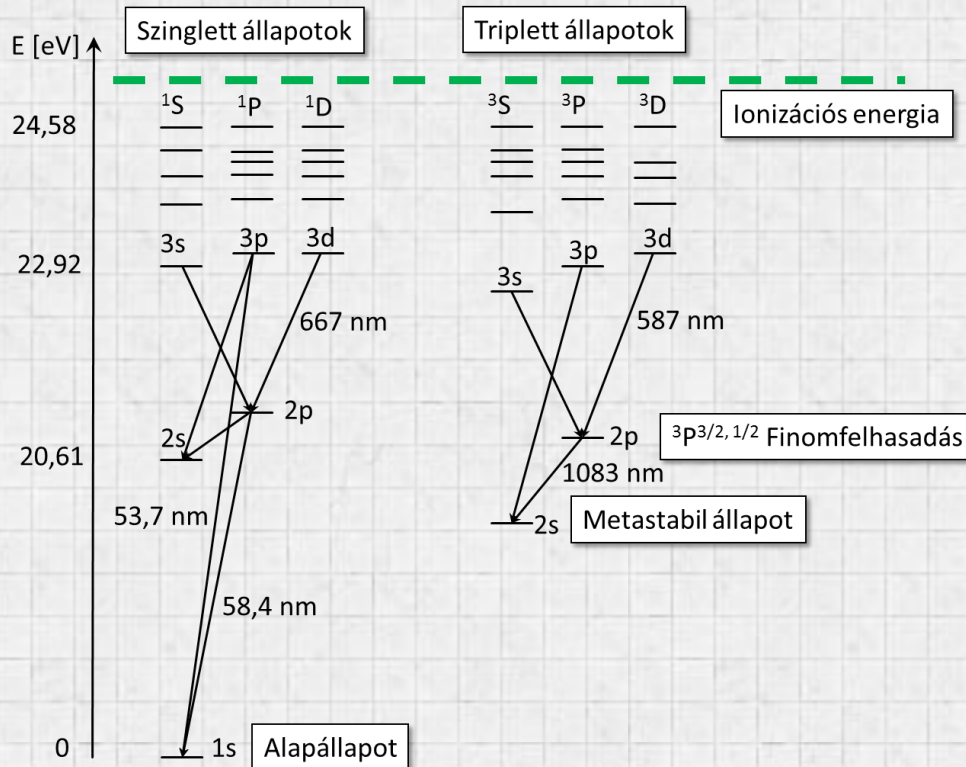 Szinglett állapotok
Triplett állapotok
E [eV]
¹S
¹P
¹D
³S
³P
³D
Ionizációs energia
24,58
3s
3p
3d
3s
3p
3d
22,92
667 nm
587 nm
2p
2p
³P³/², ¹/² Finomfelhasadás
2s
20,61
1083 nm
53,7 nm
2s
Metastabil állapot
58,4 nm
0
1s
Alapállapot